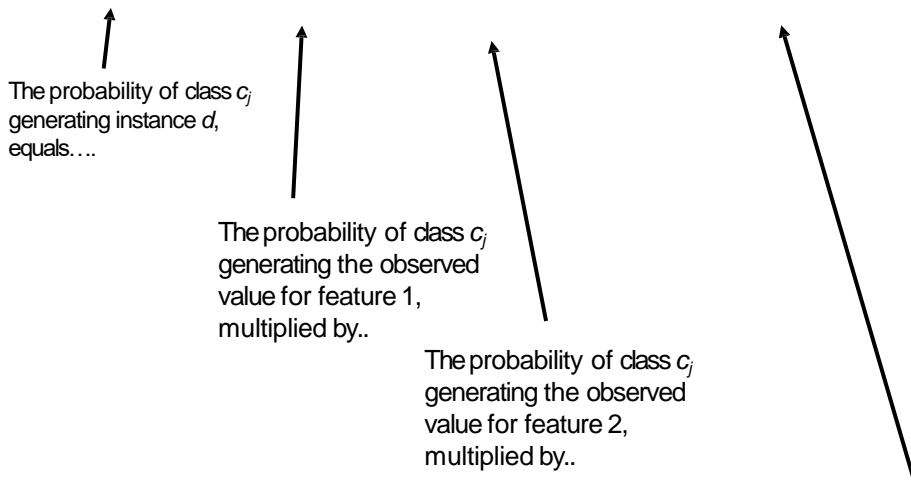 The probability of class cj
generating instance d,
equals….
The probability of class cj
generating the observed
value for feature 1,
multiplied by..
The probability of class cj
generating the observed
value for feature 2,
multiplied by..